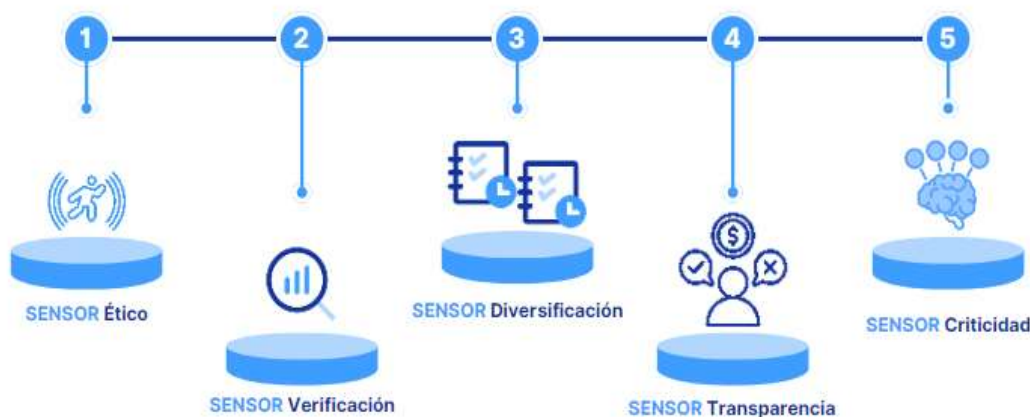 1
2
3
4
5
$
SENSOR Ético
SENSOR Verificación
SENSOR Diversificación
SENSOR Transparencia
SENSOR Criticidad